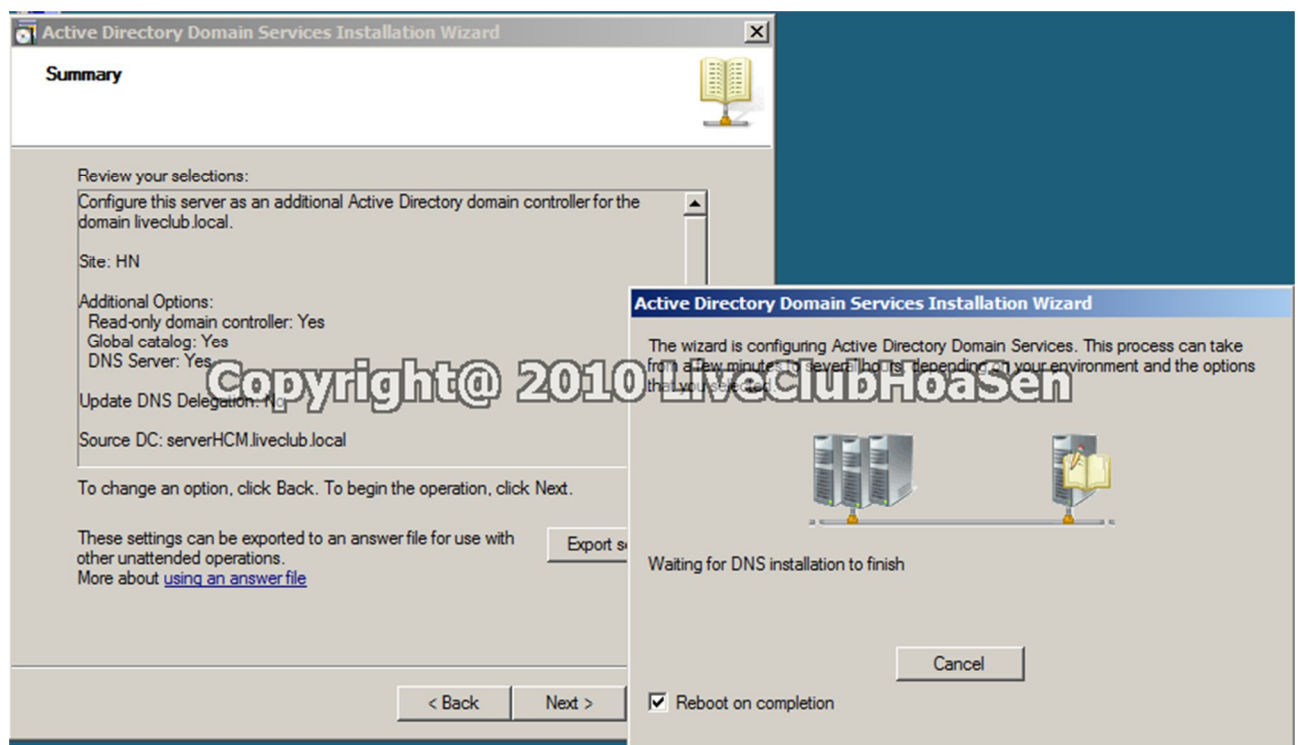 Active Directory Domain Services Installation Wizard
Summary
Review your selections:
Configure this server as an additional Active Directory domain controller for the
domain liveclub.local.
Site: HN
Additional Options:
Read-only domain controller: Yes
Global catalog: Yes
DNS Server: Yes
Update DNS Delegation: No
Source DC: serverHCM.liveclub.local
To change an option, click Back. To begin the operation, click Next.
These settings can be exported to an answer file for use with
other unattended operations.
More about using an answer file
Export
< Back
Next >
Active Directory Domain Services Installation Wizard
The wizard is configuring Active Directory Domain Services. This process can take
from a few minutes to several hours, depending on your environment and the options
that you selected.
Waiting for DNS installation to finish
Cancel
Reboot on completion
Copyright@ 2010 LiveClubHoaSen